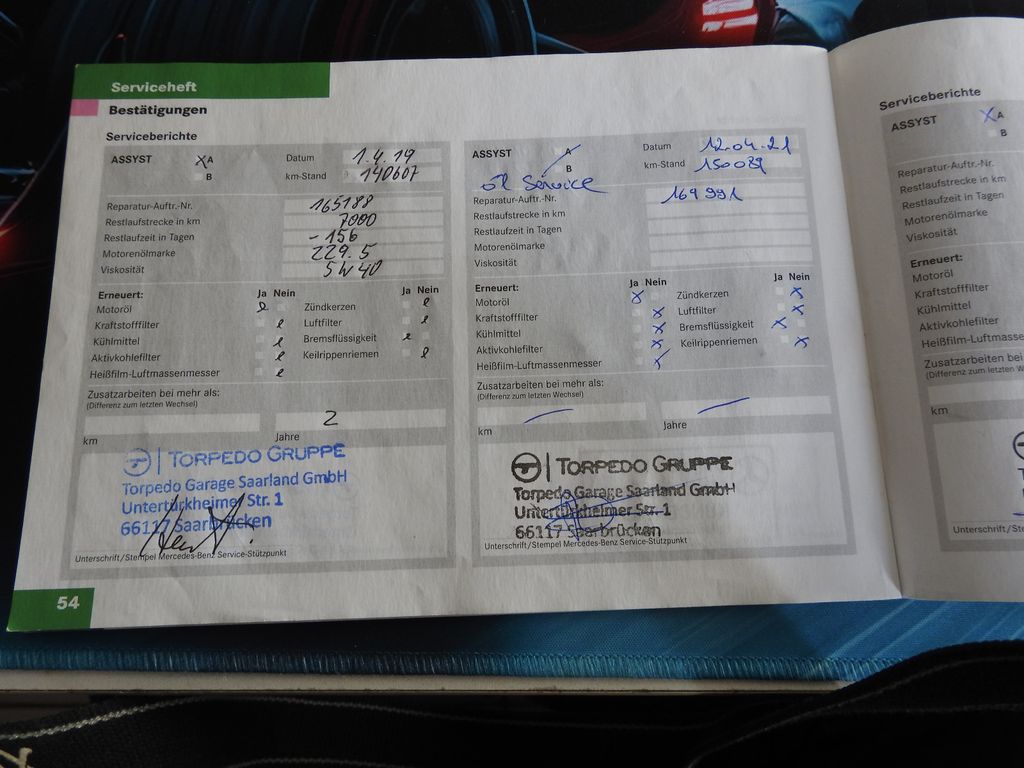 Serviceheft
Bestätigungen
Serviceberichte
ASSYST X A
B
Datum 1.4.19
km-Stand 140607
Reparatur-Auftr.-Nr. 165188
Restlaufstrecke in km 7000
Restlaufzeit in Tagen - 156
Motorenölmarke 229.5
Viskosität 5W40
Erneuert: Ja Nein Ja Nein
Motoröl Zündkerzen
Kraftstofffilter Luftfilter
Kühlmittel Bremsflüssigkeit
Aktivkohlefilter Keilrippenriemen
Heißfilm-Luftmassenmesser
Zusatzarbeiten bei mehr als:
(Differenz zum letzten Wechsel)
2
km Jahre
TORPEDO GRUPPE
Torpedo Garage Saarland GmbH
Untertürkheimer Str. 1
66117 Saarbrücken
Unterschrift/Stempel Mercedes-Benz Service-Stützpunkt
54
ASSYST A
B
Öl Service
Datum 12.04.21
km-Stand 150089
Reparatur-Auftr.-Nr. 169991
Restlaufstrecke in km
Restlaufzeit in Tagen
Motorenölmarke
Viskosität
Erneuert: Ja Nein Ja Nein
Motoröl X Zündkerzen X
Kraftstofffilter X Luftfilter X
Kühlmittel X Bremsflüssigkeit X
Aktivkohlefilter X Keilrippenriemen X
Heißfilm-Luftmassenmesser X
Zusatzarbeiten bei mehr als:
(Differenz zum letzten Wechsel)
km Jahre
TORPEDO GRUPPE
Torpedo Garage Saarland GmbH
Untertürkheimer Str. 1
66117 Saarbrücken
Unterschrift/Stempel Mercedes-Benz Service-Stützpunkt
Serviceberichte
ASSYST X A
B
Reparatur-Auftr.-Nr.
Restlaufstrecke in km
Restlaufzeit in Tagen
Motorenölmarke
Viskosität
Erneuert:
Motoröl
Kraftstofffilter
Kühlmittel
Aktivkohlefilter
Heißfilm-Luftmassenm
Zusatzarbeiten bei me
(Differenz zum letzten W
km
Unterschrift/Stem